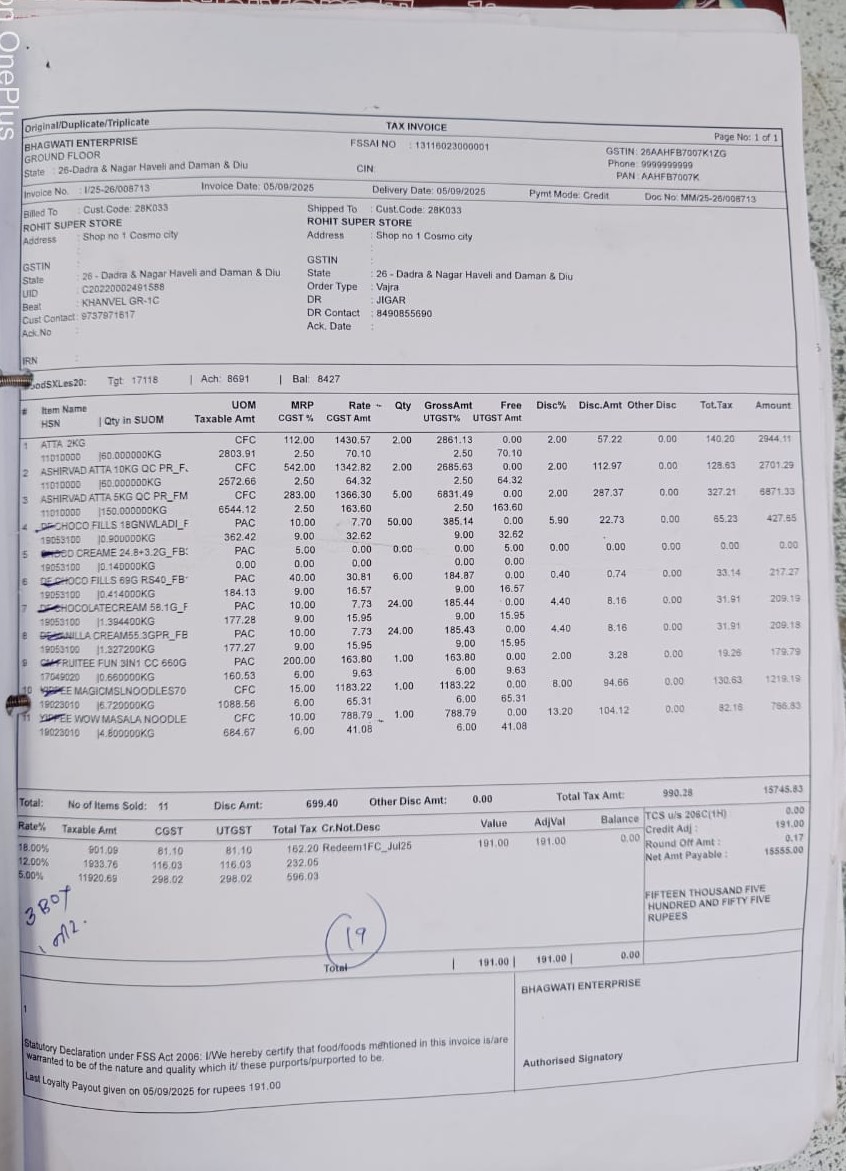 OnePlus
Original/Duplicate/Triplicate TAX INVOICE Page No: 1 of 1
BHAGWATI ENTERPRISE FSSAI NO : 13116023000001 GSTIN: 26AAHFB7007K1ZG
GROUND FLOOR Phone: 9999999999
State : 26-Dadra & Nagar Haveli and Daman & Diu CIN: PAN :AAHFB7007K
Invoice No. : I/25-26/008713 Invoice Date: 05/09/2025 Delivery Date: 05/09/2025 Pymt Mode: Credit Doc No: MM/25-26/008713
Billed To : Cust.Code: 28K033 Shipped To : Cust.Code: 28K033
ROHIT SUPER STORE ROHIT SUPER STORE
Address : Shop no 1 Cosmo city Address : Shop no 1 Cosmo city
GSTIN : GSTIN :
State : 26 - Dadra & Nagar Haveli and Daman & Diu State : 26 - Dadra & Nagar Haveli and Daman & Diu
UID : C20220002491588 Order Type : Vajra
Beat : KHANVEL GR-1C DR : JIGAR
Cust Contact : 9737971817 DR Contact : 8490855690
Ack.No : Ack. Date :
IRN :
oodSXLes20: Tgt: 17118 | Ach: 8691 | Bal: 8427
# Item Name UOM MRP Rate Qty GrossAmt Free Disc% Disc.Amt Other Disc Tot.Tax Amount
HSN | Qty in SUOM Taxable Amt CGST % CGST Amt UTGST% UTGST Amt
1 ATTA 2KG CFC 112.00 1430.57 2.00 2861.13 0.00 2.00 57.22 0.00 140.20 2944.11
11010000 |60.000000KG 2803.91 2.50 70.10 2.50 70.10
2 ASHIRVAD ATTA 10KG QC PR_F. CFC 542.00 1342.82 2.00 2685.63 0.00 2.00 112.97 0.00 128.63 2701.29
11010000 |60.000000KG 2572.66 2.50 64.32 2.50 64.32
3 ASHIRVAD ATTA 5KG QC PR_FM CFC 283.00 1366.30 5.00 6831.49 0.00 2.00 287.37 0.00 327.21 6871.33
11010000 |150.000000KG 6544.12 2.50 163.60 2.50 163.60
4 DF CHOCO FILLS 18GNWLADI_F PAC 10.00 7.70 50.00 385.14 0.00 5.90 22.73 0.00 65.23 427.65
19053100 |0.900000KG 362.42 9.00 32.62 9.00 32.62
5 CREAME 24.8+3.2G_FB: PAC 5.00 0.00 0.00 0.00 5.00 0.00 0.00 0.00 0.00 0.00
19053100 |0.140000KG 0.00 0.00 0.00 0.00 0.00
6 DF CHOCO FILLS 69G RS40_FB PAC 40.00 30.81 6.00 184.87 0.00 0.40 0.74 0.00 33.14 217.27
19053100 |0.414000KG 184.13 9.00 16.57 9.00 16.57
7 CHOCOLATECREAM 58.1G_F PAC 10.00 7.73 24.00 185.44 0.00 4.40 8.16 0.00 31.91 209.19
19053100 |1.394400KG 177.28 9.00 15.95 9.00 15.95
8 VANILLA CREAM55.3GPR_FB PAC 10.00 7.73 24.00 185.43 0.00 4.40 8.16 0.00 31.91 209.18
19053100 |1.327200KG 177.27 9.00 15.95 9.00 15.95
9 FRUITEE FUN 3IN1 CC 660G PAC 200.00 163.80 1.00 163.80 0.00 2.00 3.28 0.00 19.26 179.79
17049020 |0.660000KG 160.53 6.00 9.63 6.00 9.63
10 YIPPEE MAGICMSLNOODLES70 CFC 15.00 1183.22 1.00 1183.22 0.00 8.00 94.66 0.00 130.63 1219.19
19023010 |6.720000KG 1088.56 6.00 65.31 6.00 65.31
11 YIPPEE WOW MASALA NOODLE CFC 10.00 788.79 1.00 788.79 0.00 13.20 104.12 0.00 82.16 766.83
19023010 |4.800000KG 684.67 6.00 41.08 6.00 41.08
Total: No of Items Sold: 11 Disc Amt: 699.40 Other Disc Amt: 0.00 Total Tax Amt: 990.28 15745.83
Rate% Taxable Amt CGST UTGST Total Tax Cr.Not.Desc Value AdjVal Balance TCS u/s 206C(1H) 0.00
18.00% 901.09 81.10 81.10 162.20 Redeem1FC_Jul25 191.00 191.00 0.00 Credit Adj : 191.00
12.00% 1933.76 116.03 116.03 232.05 Round Off Amt : 0.17
5.00% 11920.69 298.02 298.02 596.03 Net Amt Payable : 15555.00
FIFTEEN THOUSAND FIVE
HUNDRED AND FIFTY FIVE
RUPEES
3 BOT
19
Total | 191.00 | 191.00 | 0.00
BHAGWATI ENTERPRISE
1
Statutory Declaration under FSS Act 2006: I/We hereby certify that food/foods mentioned in this invoice is/are
warranted to be of the nature and quality which it/ these purports/purported to be.
Authorised Signatory
Last Loyalty Payout given on 05/09/2025 for rupees 191.00